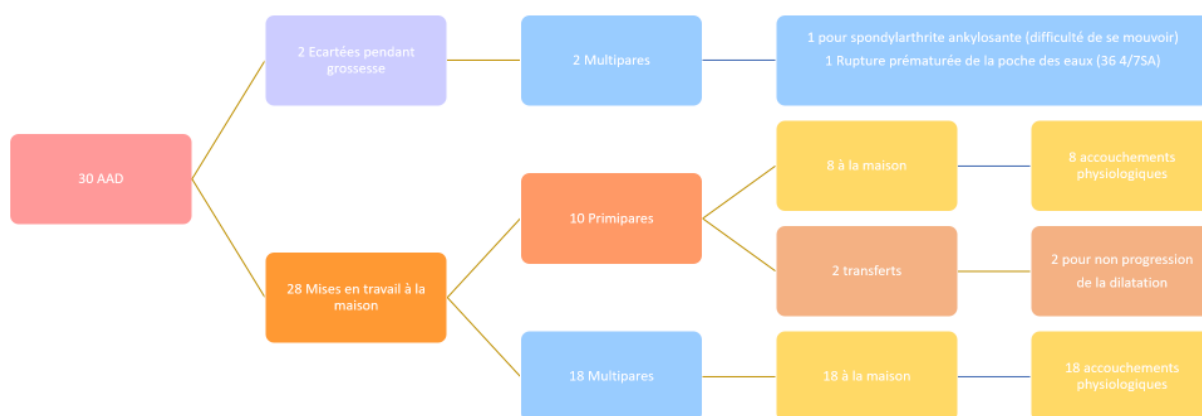 30 AAD
2 Ecartées pendant
grossesse
2 Multipares
1 pour spondylarthrite ankylosante (difficulté de se mouvoir)
1 Rupture prématurée de la poche des eaux (36 4/7SA)
28 Mises en travail à la
maison
10 Primipares
8 à la maison
8 accouchements
physiologiques
2 transferts
2 pour non progression
de la dilatation
18 Multipares
18 à la maison
18 accouchements
physiologiques